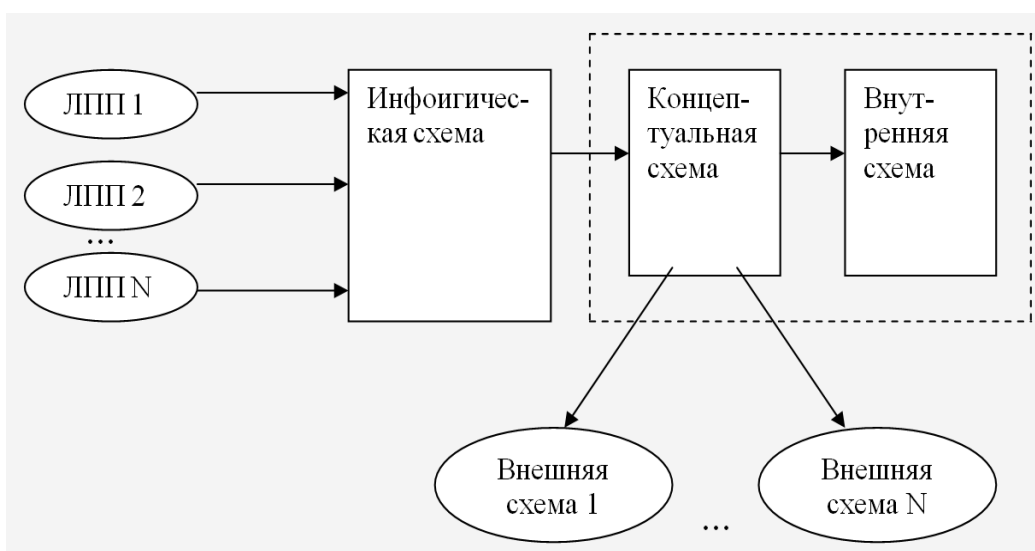 ЛПП 1
ЛПП 2
...
ЛПП N
Инфоигичес-
кая схема
Концеп-
туальная
схема
Внут-
ренняя
схема
Внешняя
схема 1
...
Внешняя
схема N